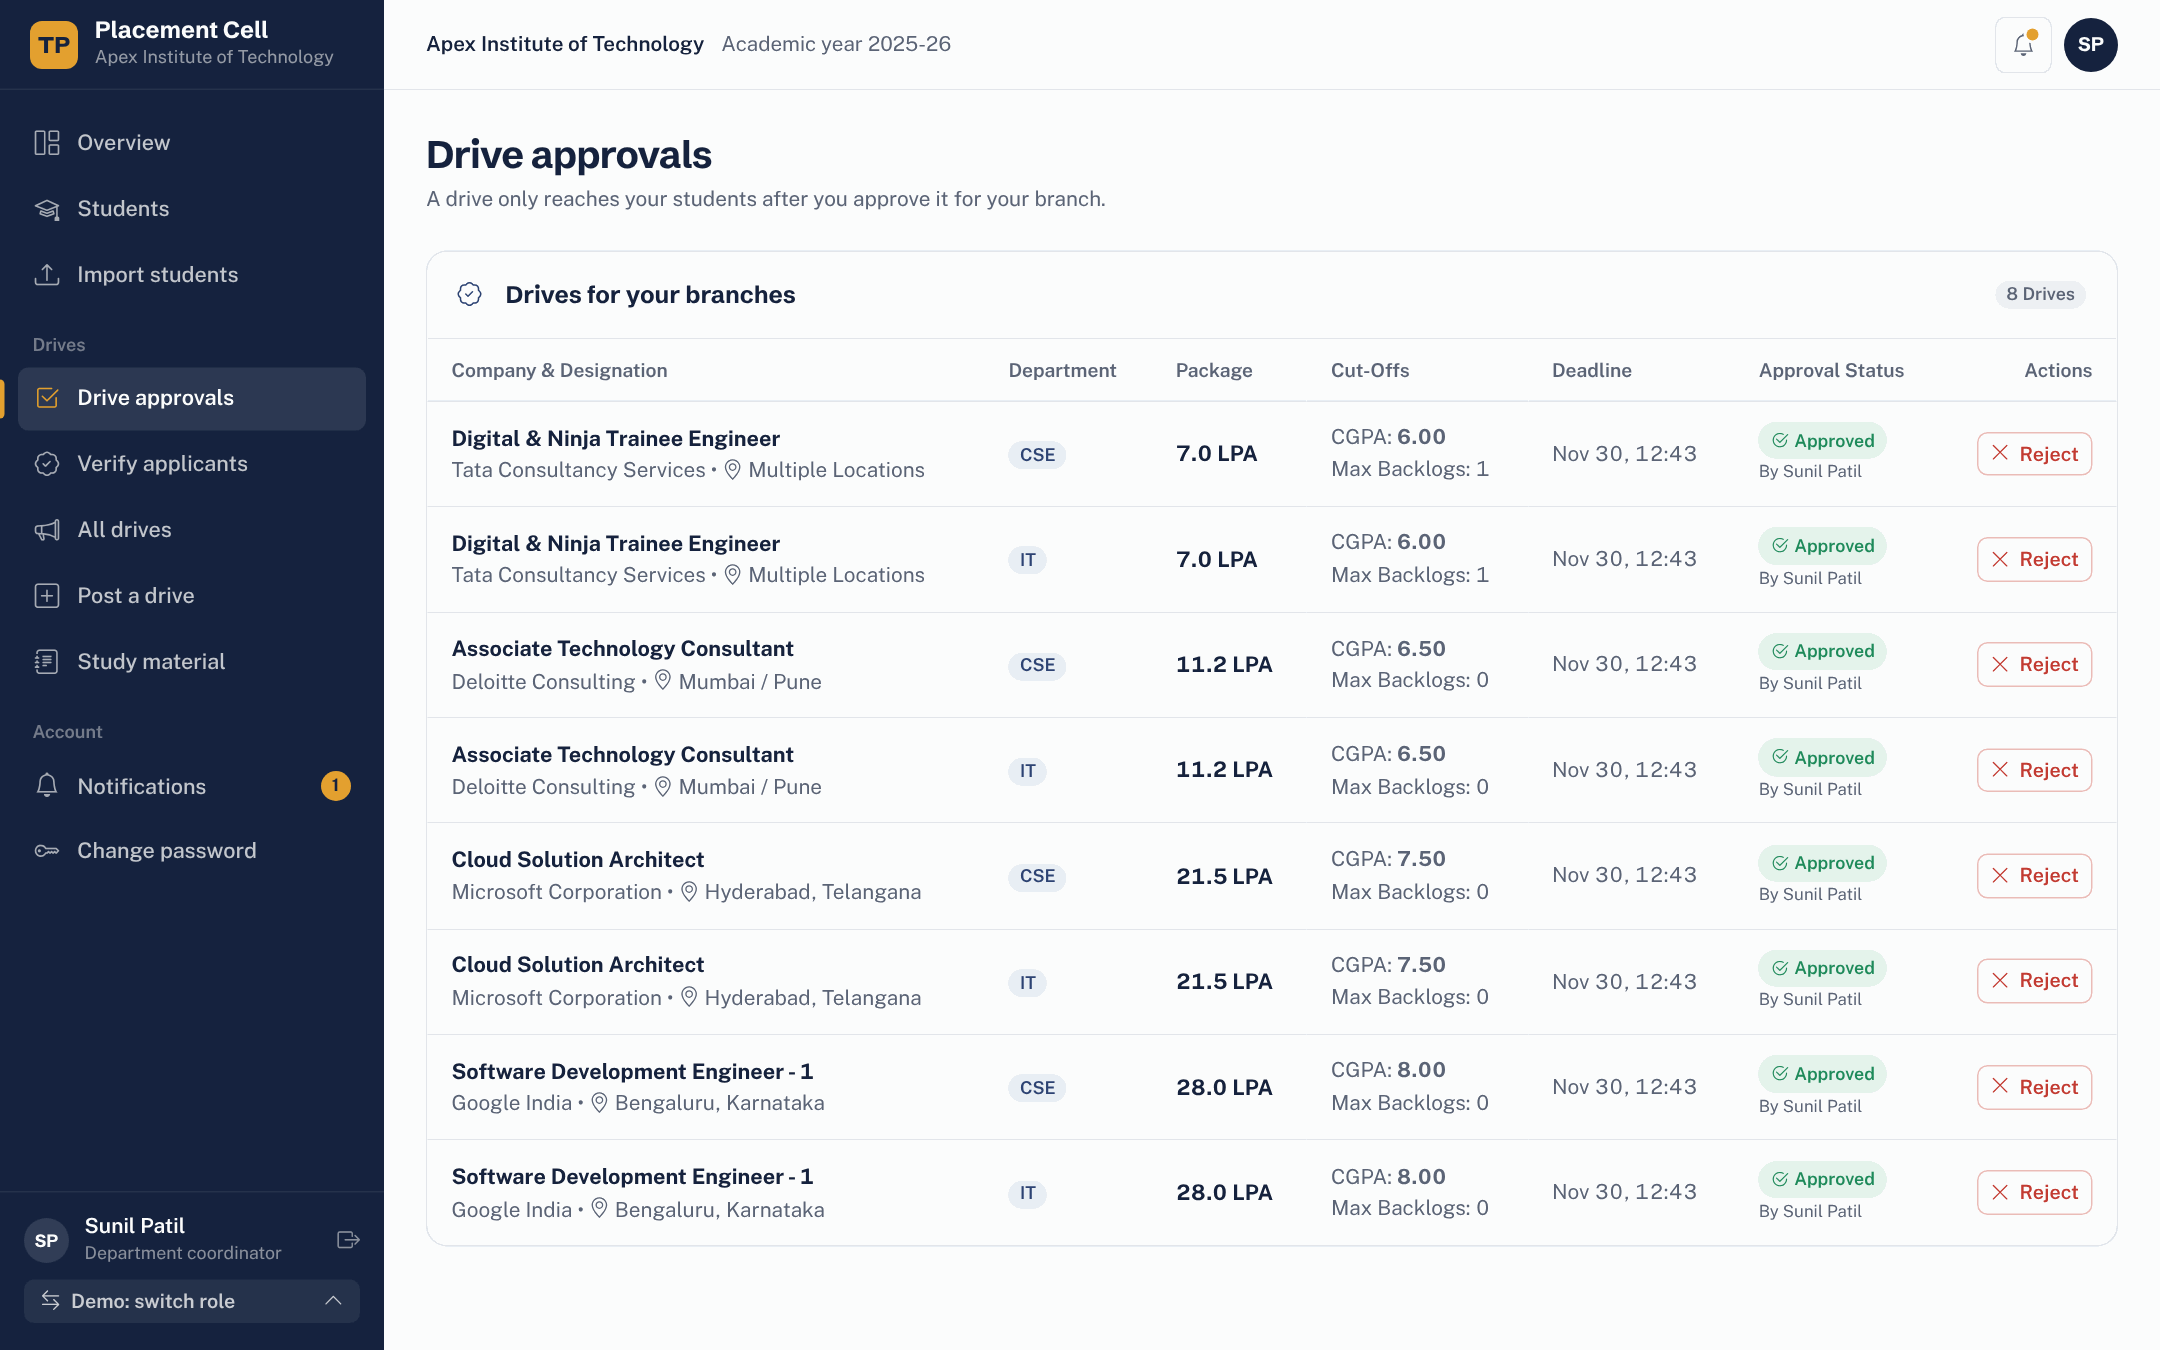 TP
Placement Cell
Apex Institute of Technology
Overview
Students
Import students
Drives
Drive approvals
Verify applicants
All drives
Post a drive
Study material
Account
Notifications 1
Change password
SP
Sunil Patil
Department coordinator
Demo: switch role
Apex Institute of Technology Academic year 2025-26
SP
Drive approvals
A drive only reaches your students after you approve it for your branch.
Drives for your branches 8 Drives
Company & Designation Department Package Cut-Offs Deadline Approval Status Actions
Digital & Ninja Trainee Engineer
Tata Consultancy Services • Multiple Locations
CSE
7.0 LPA
CGPA: 6.00
Max Backlogs: 1
Nov 30, 12:43
Approved
By Sunil Patil
Reject
Digital & Ninja Trainee Engineer
Tata Consultancy Services • Multiple Locations
IT
7.0 LPA
CGPA: 6.00
Max Backlogs: 1
Nov 30, 12:43
Approved
By Sunil Patil
Reject
Associate Technology Consultant
Deloitte Consulting • Mumbai / Pune
CSE
11.2 LPA
CGPA: 6.50
Max Backlogs: 0
Nov 30, 12:43
Approved
By Sunil Patil
Reject
Associate Technology Consultant
Deloitte Consulting • Mumbai / Pune
IT
11.2 LPA
CGPA: 6.50
Max Backlogs: 0
Nov 30, 12:43
Approved
By Sunil Patil
Reject
Cloud Solution Architect
Microsoft Corporation • Hyderabad, Telangana
CSE
21.5 LPA
CGPA: 7.50
Max Backlogs: 0
Nov 30, 12:43
Approved
By Sunil Patil
Reject
Cloud Solution Architect
Microsoft Corporation • Hyderabad, Telangana
IT
21.5 LPA
CGPA: 7.50
Max Backlogs: 0
Nov 30, 12:43
Approved
By Sunil Patil
Reject
Software Development Engineer - 1
Google India • Bengaluru, Karnataka
CSE
28.0 LPA
CGPA: 8.00
Max Backlogs: 0
Nov 30, 12:43
Approved
By Sunil Patil
Reject
Software Development Engineer - 1
Google India • Bengaluru, Karnataka
IT
28.0 LPA
CGPA: 8.00
Max Backlogs: 0
Nov 30, 12:43
Approved
By Sunil Patil
Reject